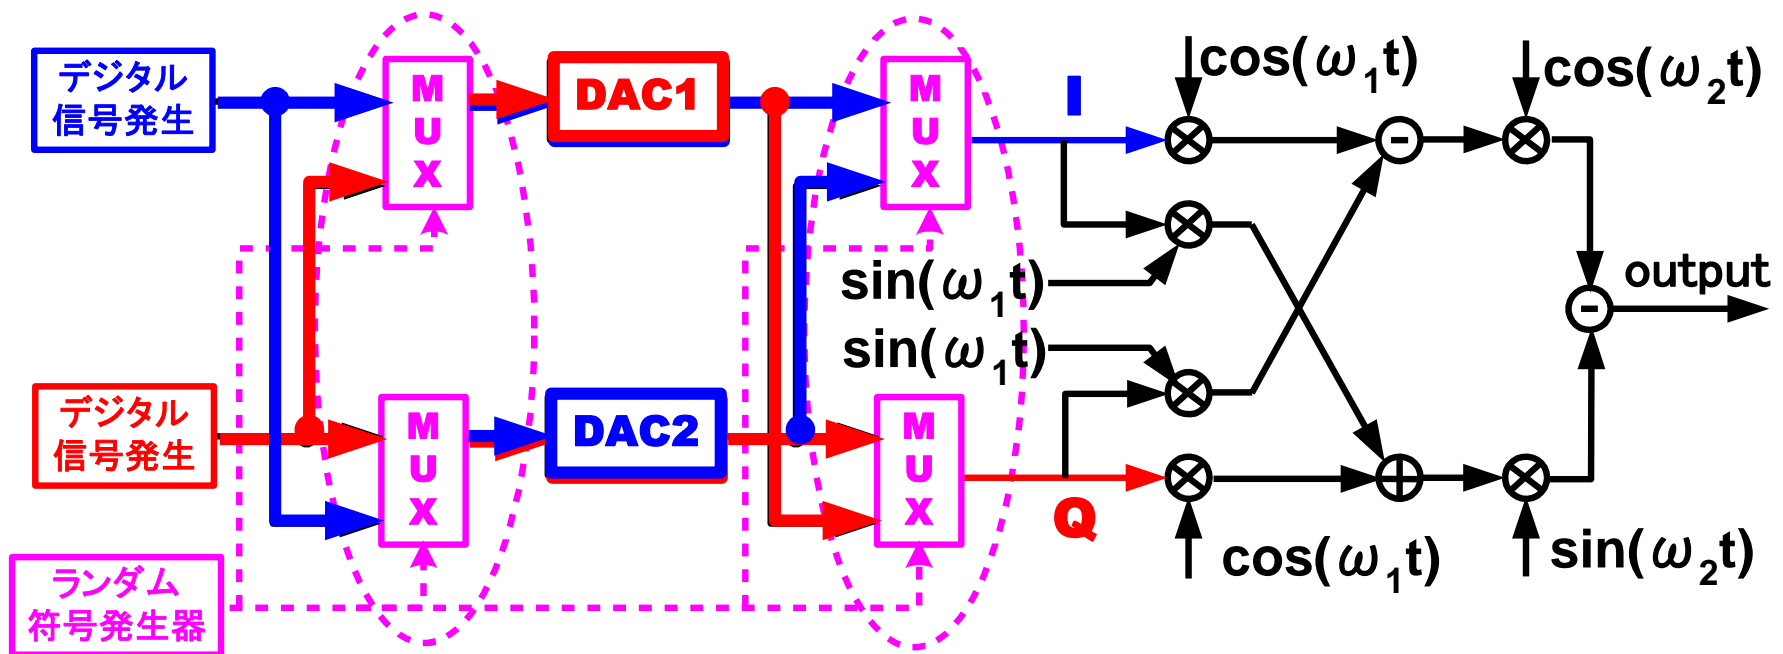 デジタル
信号発生
MUX
DAC1
MUX
I
cos(ω₁t)
cos(ω₂t)
-
sin(ω₁t)
sin(ω₁t)
-
output
デジタル
信号発生
MUX
DAC2
MUX
Q
cos(ω₁t)
sin(ω₂t)
ランダム
符号発生器